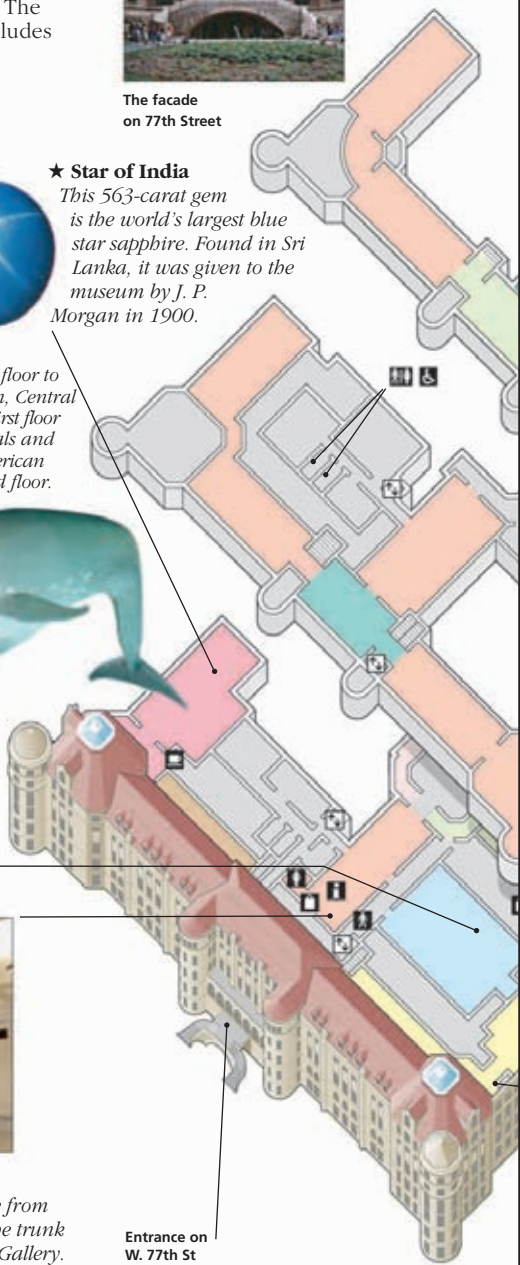 The
ludes
The facade
on 77th Street
★ Star of India
This 563-carat gem
is the world's largest blue
star sapphire. Found in Sri
Lanka, it was given to the
museum by J. P.
Morgan in 1900.
floor to
n, Central
irst floor
als and
erican
d floor.
from
e trunk
Gallery.
Entrance on
W. 77th St